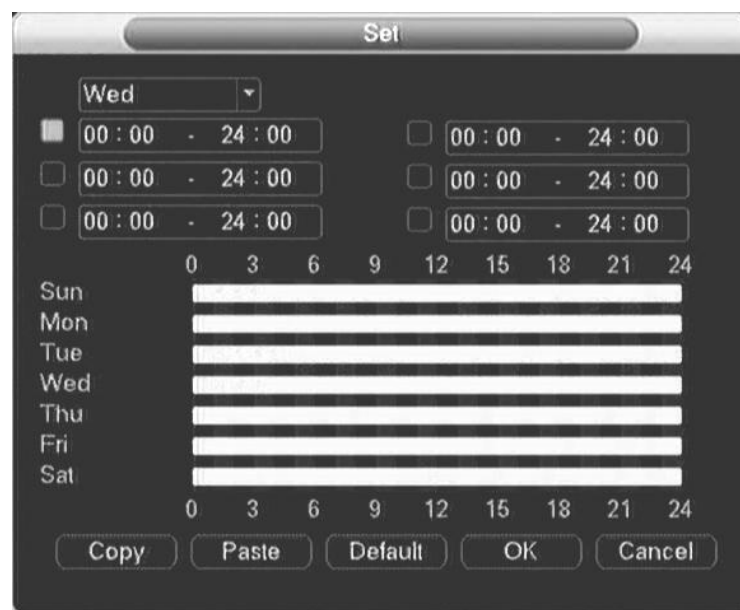 Set
Wed
00:00 - 24:00 00:00 - 24:00
00:00 - 24:00 00:00 - 24:00
00:00 - 24:00 00:00 - 24:00
0 3 6 9 12 15 18 21 24
Sun
Mon
Tue
Wed
Thu
Fri
Sat
0 3 6 9 12 15 18 21 24
Copy Paste Default OK Cancel